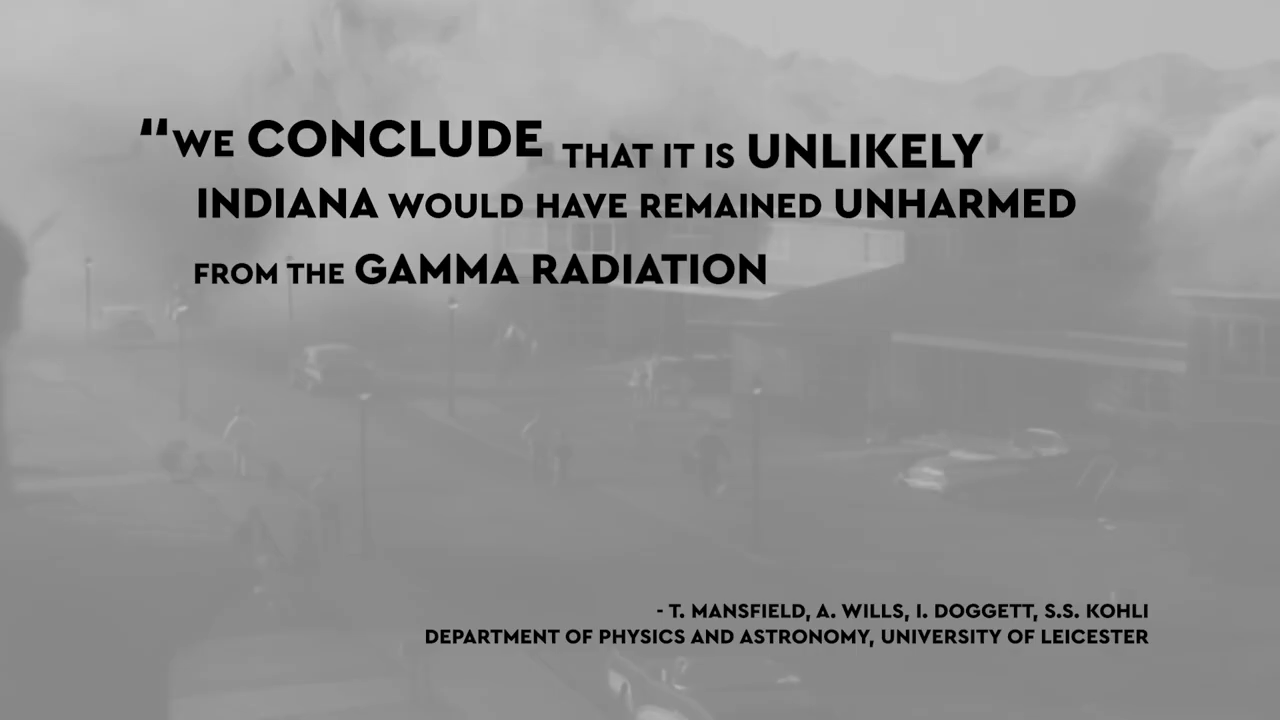 “WE CONCLUDE THAT IT IS UNLIKELY
INDIANA WOULD HAVE REMAINED UNHARMED
FROM THE GAMMA RADIATION
- T. MANSFIELD, A. WILLS, I. DOGGETT, S.S. KOHLI
DEPARTMENT OF PHYSICS AND ASTRONOMY, UNIVERSITY OF LEICESTER